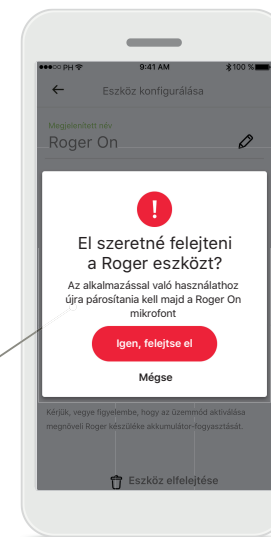 PH 9:41 AM 100 %
Eszköz konfigurálása
Megjelenített név
Roger On
!
El szeretné felejteni
a Roger eszközt?
Az alkalmazással való használathoz
újra párosítania kell majd a Roger On
mikrofont
Igen, felejtse el
Mégse
Kérjük, vegye figyelembe, hogy az üzemmód aktiválása
megnöveli Roger készüléke akkumulátor-fogyasztását.
Eszköz elfelejtése